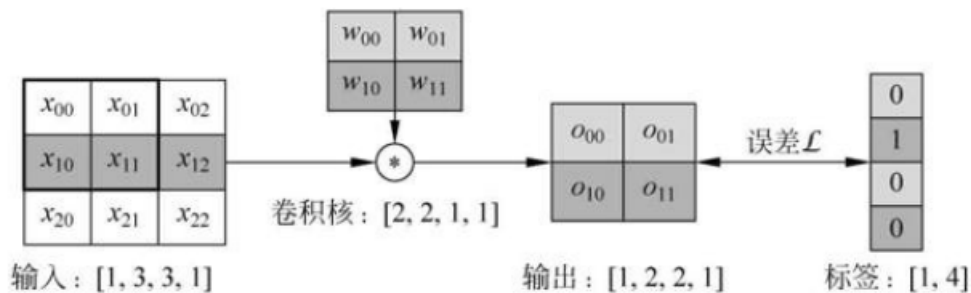 w₀₀ w₀₁
w₁₀ w₁₁
x₀₀ x₀₁ x₀₂
x₁₀ x₁₁ x₁₂
x₂₀ x₂₁ x₂₂
*
卷积核：[2, 2, 1, 1]
o₀₀ o₀₁
o₁₀ o₁₁
误差ℒ
0
1
0
0
输入：[1, 3, 3, 1]
输出：[1, 2, 2, 1]
标签：[1, 4]